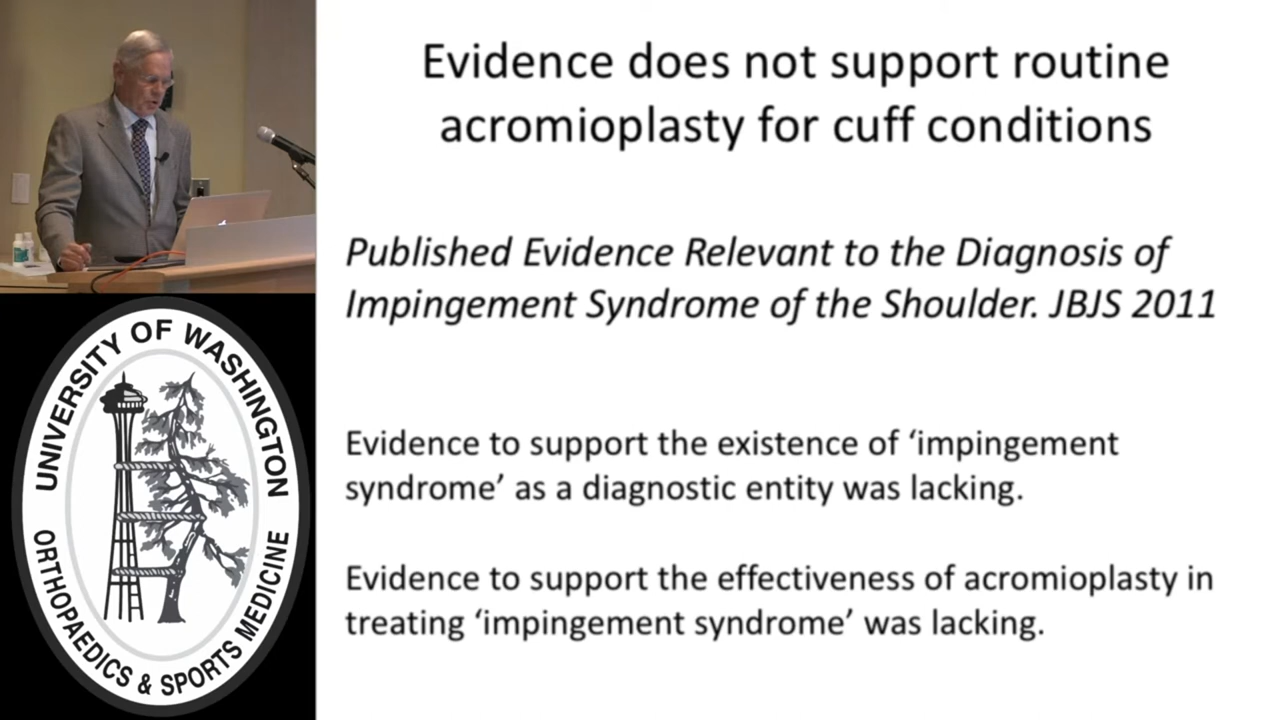 Evidence does not support routine
acromioplasty for cuff conditions
Published Evidence Relevant to the Diagnosis of
Impingement Syndrome of the Shoulder. JBJS 2011
Evidence to support the existence of ‘impingement
syndrome’ as a diagnostic entity was lacking.
Evidence to support the effectiveness of acromioplasty in
treating ‘impingement syndrome’ was lacking.
UNIVERSITY OF WASHINGTON
ORTHOPAEDICS & SPORTS MEDICINE